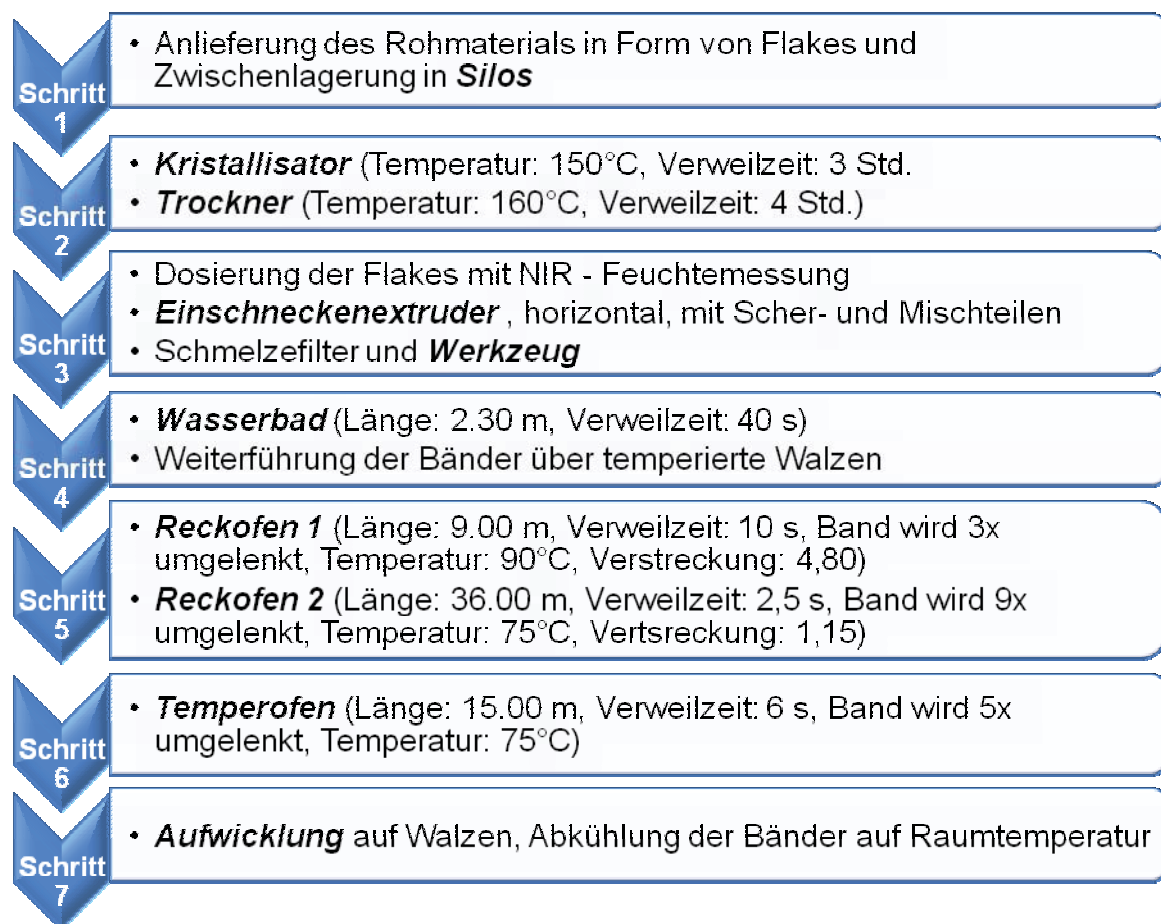 Schritt
1
• Anlieferung des Rohmaterials in Form von Flakes und
Zwischenlagerung in Silos
Schritt
2
• Kristallisator (Temperatur: 150°C, Verweilzeit: 3 Std.
• Trockner (Temperatur: 160°C, Verweilzeit: 4 Std.)
Schritt
3
• Dosierung der Flakes mit NIR - Feuchtemessung
• Einschneckenextruder , horizontal, mit Scher- und Mischteilen
• Schmelzefilter und Werkzeug
Schritt
4
• Wasserbad (Länge: 2.30 m, Verweilzeit: 40 s)
• Weiterführung der Bänder über temperierte Walzen
Schritt
5
• Reckofen 1 (Länge: 9.00 m, Verweilzeit: 10 s, Band wird 3x
umgelenkt, Temperatur: 90°C, Verstreckung: 4,80)
• Reckofen 2 (Länge: 36.00 m, Verweilzeit: 2,5 s, Band wird 9x
umgelenkt, Temperatur: 75°C, Vertsreckung: 1,15)
Schritt
6
• Temperofen (Länge: 15.00 m, Verweilzeit: 6 s, Band wird 5x
umgelenkt, Temperatur: 75°C)
Schritt
7
• Aufwicklung auf Walzen, Abkühlung der Bänder auf Raumtemperatur